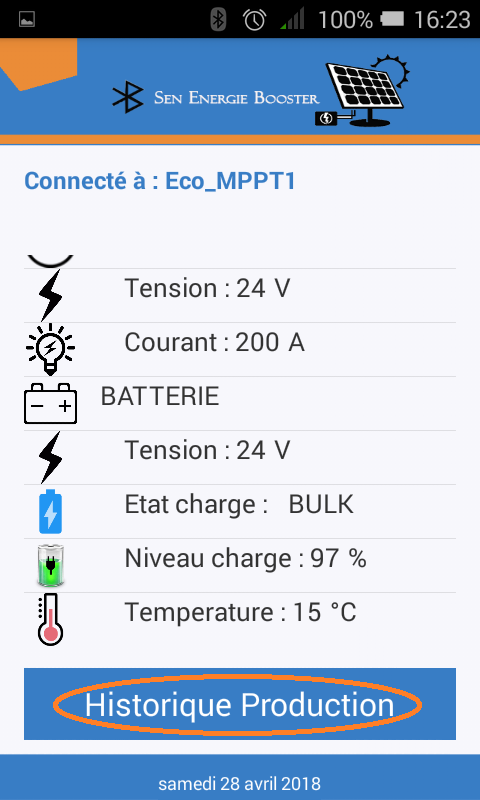 100% 16:23
SEN ENERGIE BOOSTER
Connecté à : Eco_MPPT1
Tension : 24 V
Courant : 200 A
BATTERIE
Tension : 24 V
Etat charge : BULK
Niveau charge : 97 %
Temperature : 15 °C
Historique Production
samedi 28 avril 2018